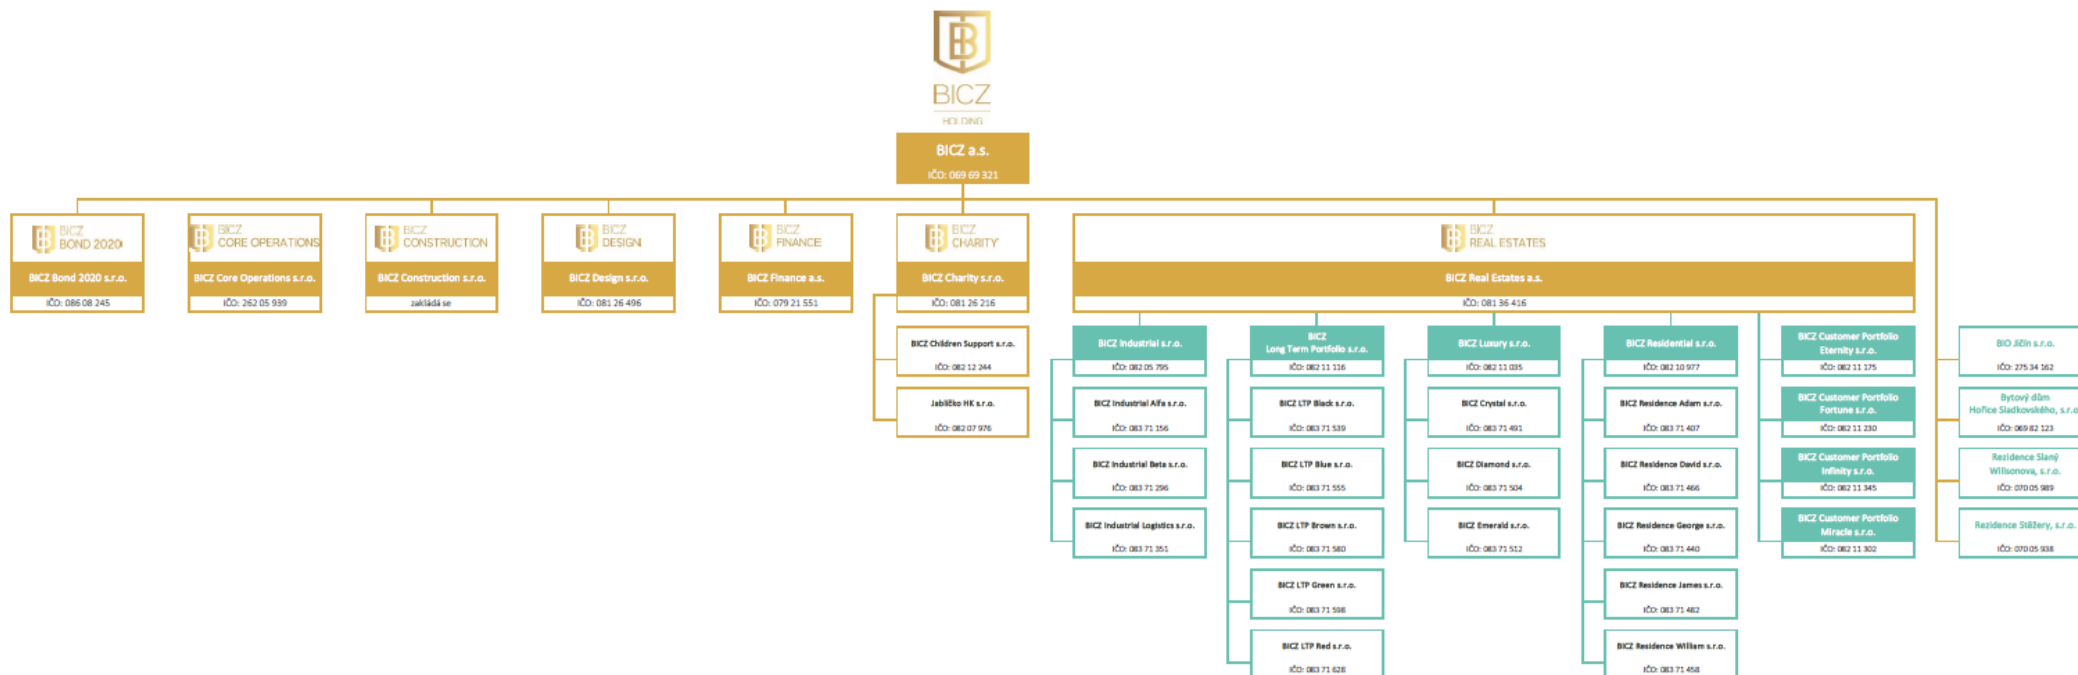 BICZ
HOLDING
BICZ a.s.
IČO: 069 69 321
BICZ
BOND 2020
BICZ Bond 2020 s.r.o.
IČO: 086 08 245
BICZ
CORE OPERATIONS
BICZ Core Operations s.r.o.
IČO: 262 05 939
BICZ
CONSTRUCTION
BICZ Construction s.r.o.
zakládá se
BICZ
DESIGN
BICZ Design s.r.o.
IČO: 081 26 496
BICZ
FINANCE
BICZ Finance a.s.
IČO: 079 21 551
BICZ
CHARITY
BICZ Charity s.r.o.
IČO: 081 26 216
BICZ Children Support s.r.o.
IČO: 082 12 244
Jablíčko HK s.r.o.
IČO: 082 07 976
BICZ
REAL ESTATES
BICZ Real Estates a.s.
IČO: 081 36 416
BICZ Industrial s.r.o.
IČO: 082 05 795
BICZ Industrial Alfa s.r.o.
IČO: 083 71 156
BICZ Industrial Beta s.r.o.
IČO: 083 71 296
BICZ Industrial Logistics s.r.o.
IČO: 083 71 351
BICZ
Long Term Portfolio s.r.o.
IČO: 082 11 116
BICZ LTP Black s.r.o.
IČO: 083 71 539
BICZ LTP Blue s.r.o.
IČO: 083 71 555
BICZ LTP Brown s.r.o.
IČO: 083 71 580
BICZ LTP Green s.r.o.
IČO: 083 71 598
BICZ LTP Red s.r.o.
IČO: 083 71 628
BICZ Luxury s.r.o.
IČO: 082 11 035
BICZ Crystal s.r.o.
IČO: 083 71 491
BICZ Diamond s.r.o.
IČO: 083 71 504
BICZ Emerald s.r.o.
IČO: 083 71 512
BICZ Residential s.r.o.
IČO: 082 10 977
BICZ Residence Adam s.r.o.
IČO: 083 71 407
BICZ Residence David s.r.o.
IČO: 083 71 466
BICZ Residence George s.r.o.
IČO: 083 71 440
BICZ Residence James s.r.o.
IČO: 083 71 482
BICZ Residence William s.r.o.
IČO: 083 71 458
BICZ Customer Portfolio
Eternity s.r.o.
IČO: 082 11 175
BICZ Customer Portfolio
Fortune s.r.o.
IČO: 082 11 230
BICZ Customer Portfolio
Infinity s.r.o.
IČO: 082 11 345
BICZ Customer Portfolio
Miracle s.r.o.
IČO: 082 11 302
BIO Jičín s.r.o.
IČO: 275 34 162
Bytový dům
Hořice Sladkovského, s.r.o.
IČO: 069 82 123
Rezidence Slaný
Wilsonova, s.r.o.
IČO: 070 05 989
Rezidence Stěžery, s.r.o.
IČO: 070 05 938